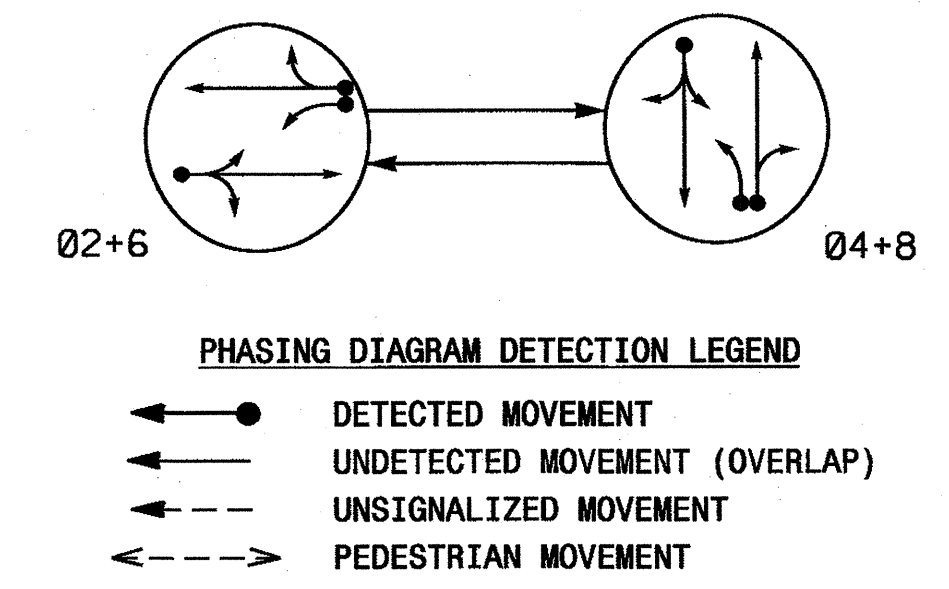 Ø2+6
Ø4+8
PHASING DIAGRAM DETECTION LEGEND
DETECTED MOVEMENT
UNDETECTED MOVEMENT (OVERLAP)
UNSIGNALIZED MOVEMENT
PEDESTRIAN MOVEMENT